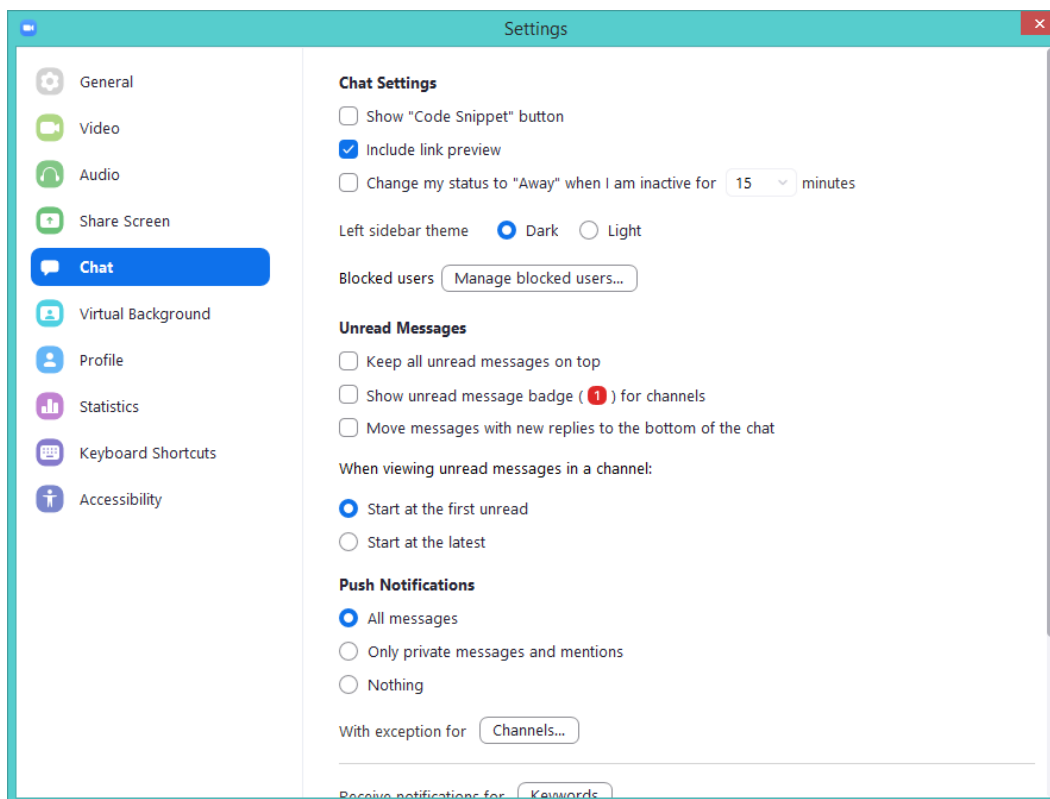 Settings
General
Video
Audio
Share Screen
Chat
Virtual Background
Profile
Statistics
Keyboard Shortcuts
Accessibility
Chat Settings
Show "Code Snippet" button
Include link preview
Change my status to "Away" when I am inactive for 15 minutes
Left sidebar theme Dark Light
Blocked users Manage blocked users...
Unread Messages
Keep all unread messages on top
Show unread message badge ( 1 ) for channels
Move messages with new replies to the bottom of the chat
When viewing unread messages in a channel:
Start at the first unread
Start at the latest
Push Notifications
All messages
Only private messages and mentions
Nothing
With exception for Channels...
Receive notifications for Keywords